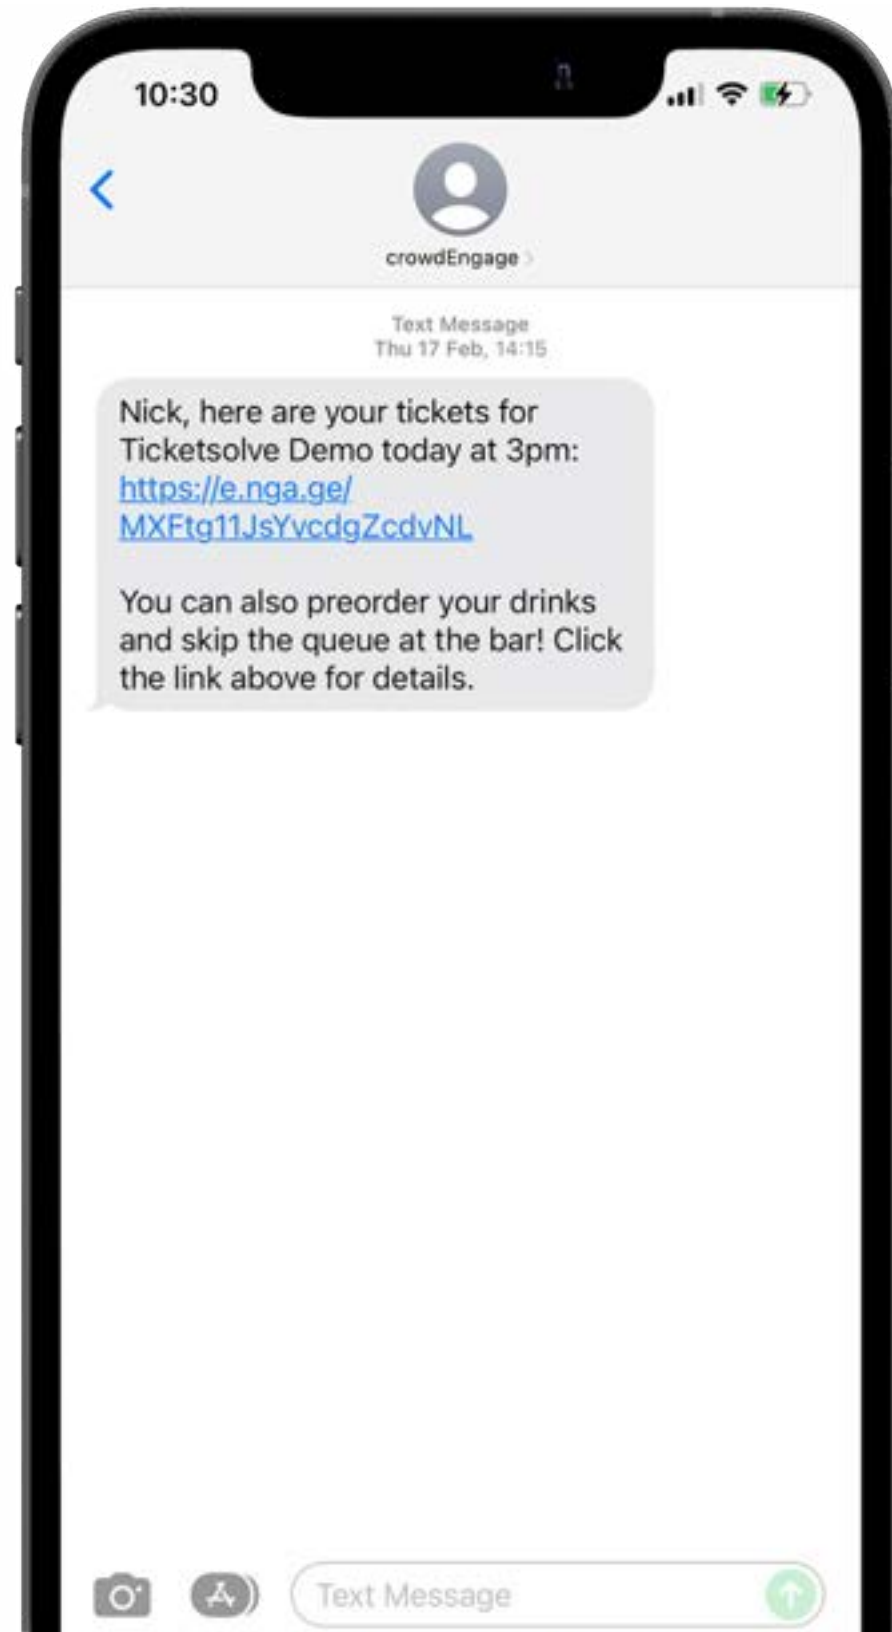 10:30
crowdEngage
Text Message
Thu 17 Feb, 14:15
Nick, here are your tickets for
Ticketsolve Demo today at 3pm:
https://e.nga.ge/
MXFtg11JsYvcdgZcdvNL
You can also preorder your drinks
and skip the queue at the bar! Click
the link above for details.
Text Message